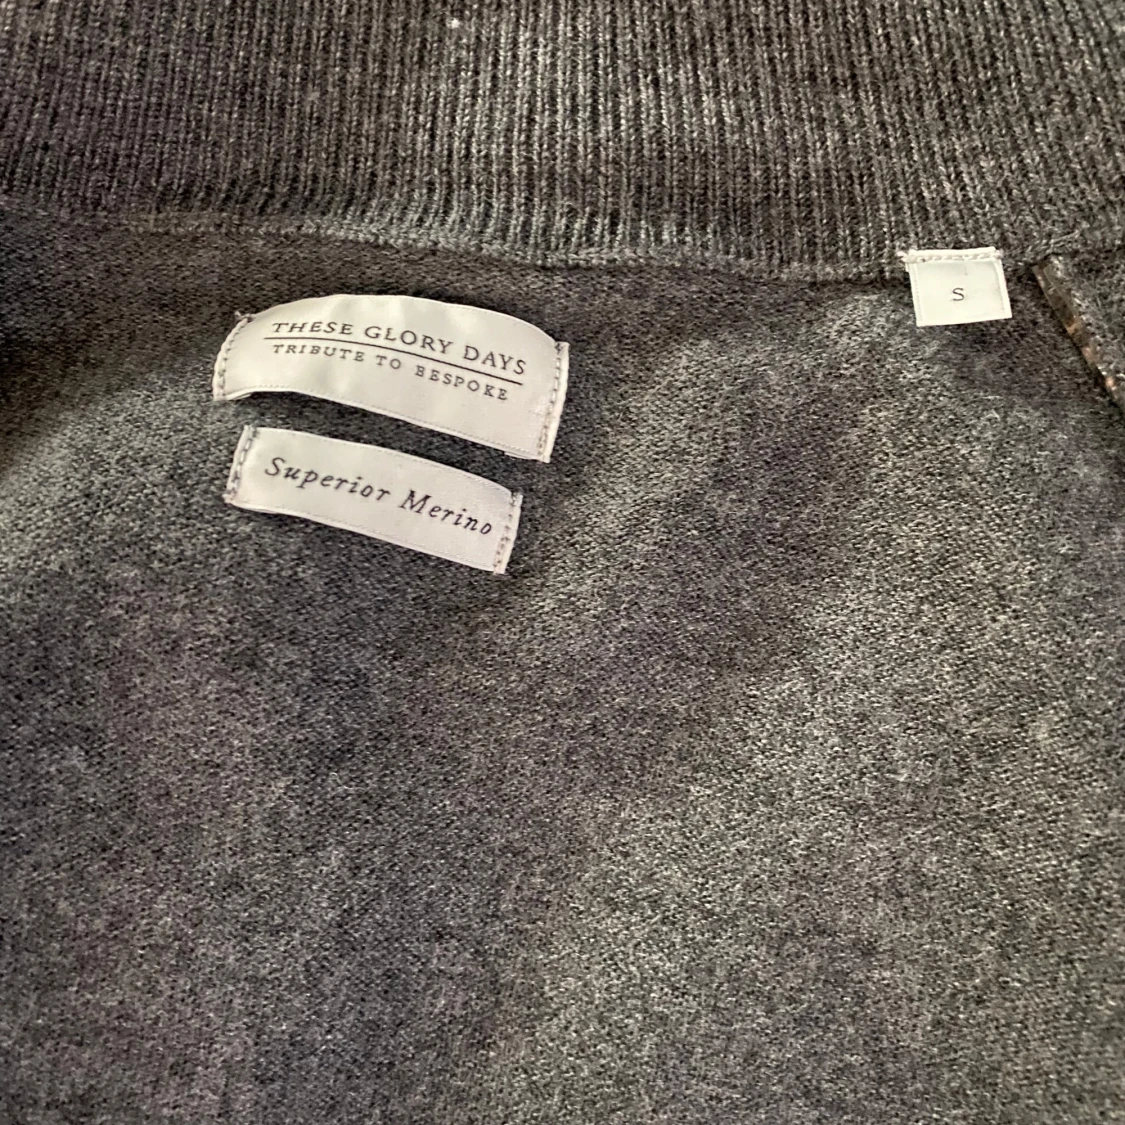 THESE GLORY DAYS
TRIBUTE TO BESPOKE
Superior Merino
S